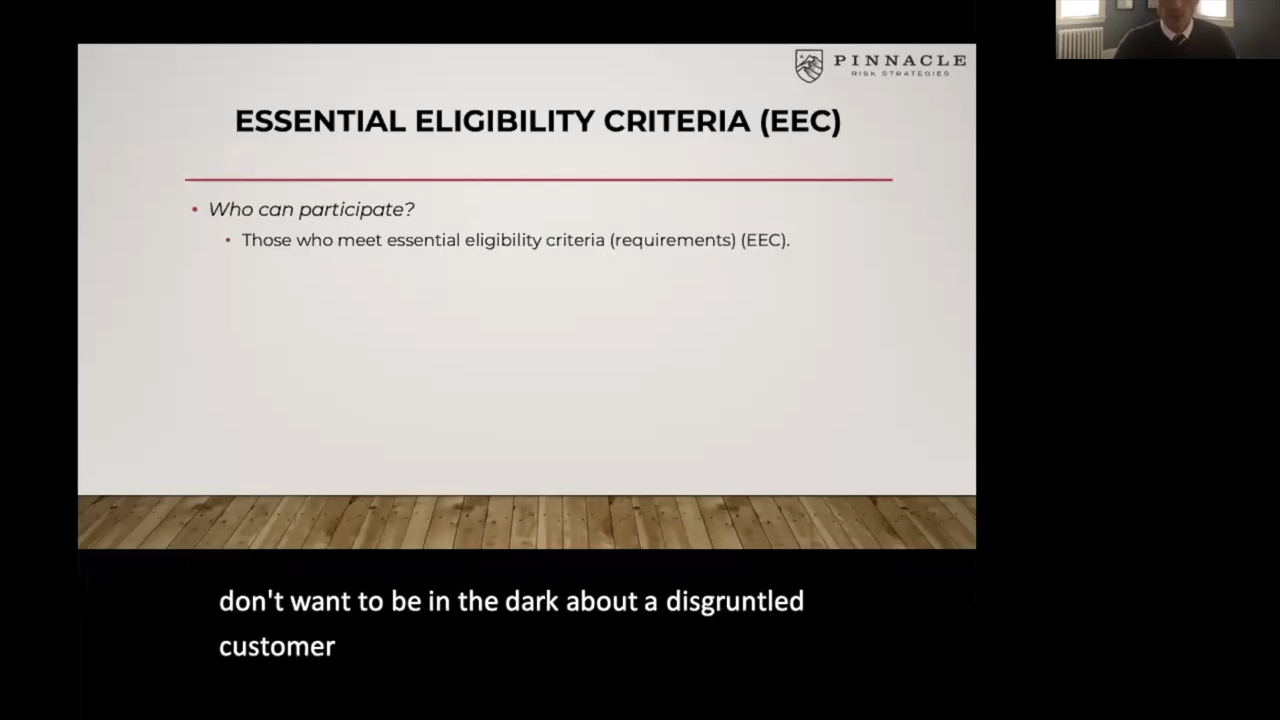 PINNACLE
RISK STRATEGIES
ESSENTIAL ELIGIBILITY CRITERIA (EEC)
• Who can participate?
• Those who meet essential eligibility criteria (requirements) (EEC).
don't want to be in the dark about a disgruntled
customer